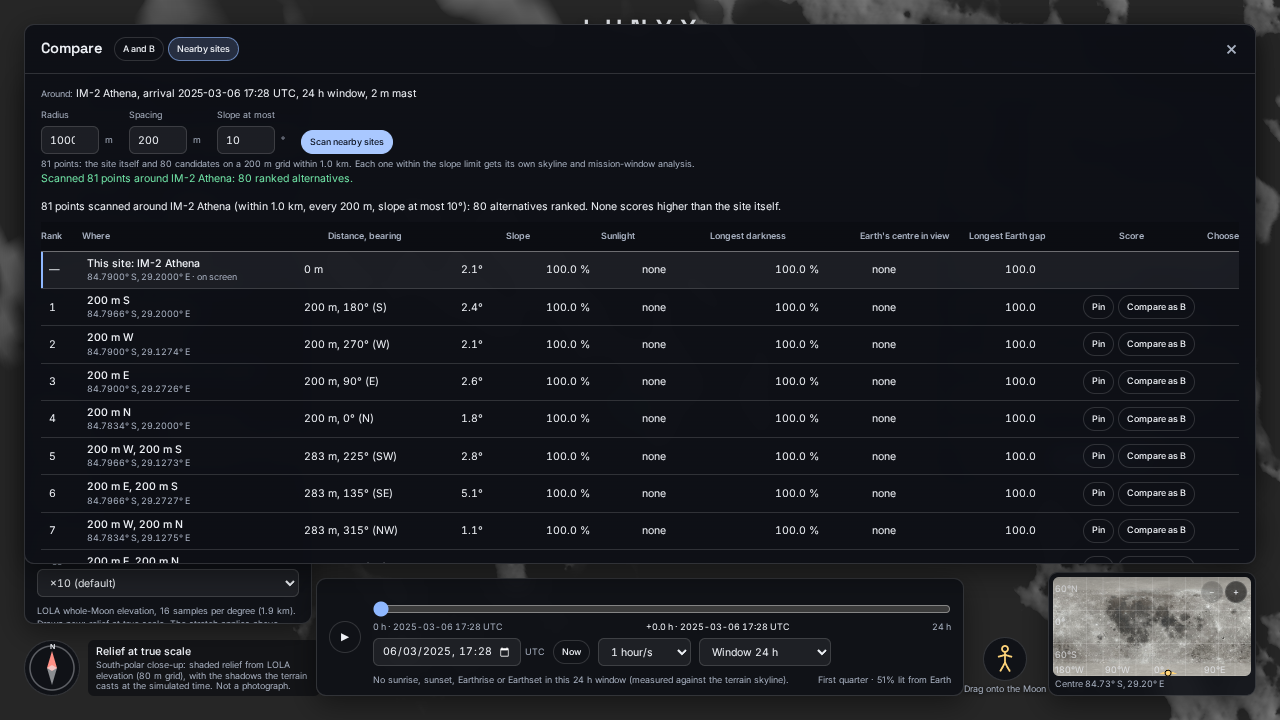 Compare
A and B
Nearby sites
×
Around: IM-2 Athena, arrival 2025-03-06 17:28 UTC, 24 h window, 2 m mast
Radius Spacing Slope at most
m 200 m 10 °
Scan nearby sites
81 points: the site itself and 80 candidates on a 200 m grid within 1.0 km. Each one within the slope limit gets its own skyline and mission-window analysis.
Scanned 81 points around IM-2 Athena: 80 ranked alternatives.
81 points scanned around IM-2 Athena (within 1.0 km, every 200 m, slope at most 10°): 80 alternatives ranked. None scores higher than the site itself.
Rank Where Distance, bearing Slope Sunlight Longest darkness Earth's centre in view Longest Earth gap Score Choose
— This site: IM-2 Athena 0 m 2.1° 100.0 % none 100.0 % none 100.0
84.7900° S, 29.2000° E · on screen
1 200 m S 200 m, 180° (S) 2.4° 100.0 % none 100.0 % none 100.0 Pin Compare as B
84.7966° S, 29.2000° E
2 200 m W 200 m, 270° (W) 2.1° 100.0 % none 100.0 % none 100.0 Pin Compare as B
84.7900° S, 29.1274° E
3 200 m E 200 m, 90° (E) 2.6° 100.0 % none 100.0 % none 100.0 Pin Compare as B
84.7900° S, 29.2726° E
4 200 m N 200 m, 0° (N) 1.8° 100.0 % none 100.0 % none 100.0 Pin Compare as B
84.7834° S, 29.2000° E
5 200 m W, 200 m S 283 m, 225° (SW) 2.8° 100.0 % none 100.0 % none 100.0 Pin Compare as B
84.7966° S, 29.1273° E
6 200 m E, 200 m S 283 m, 135° (SE) 5.1° 100.0 % none 100.0 % none 100.0 Pin Compare as B
84.7966° S, 29.2727° E
7 200 m W, 200 m N 283 m, 315° (NW) 1.1° 100.0 % none 100.0 % none 100.0 Pin Compare as B
84.7834° S, 29.1275° E
200 m E, 200 m N
×10 (default)
LOLA whole-Moon elevation, 16 samples per degree (1.9 km).
N
Relief at true scale
South-polar close-up: shaded relief from LOLA
elevation (80 m grid), with the shadows the terrain
casts at the simulated time. Not a photograph.
0 h · 2025-03-06 17:28 UTC +0.0 h · 2025-03-06 17:28 UTC 24 h
06/03/2025, 17:28 UTC Now 1 hour/s Window 24 h
No sunrise, sunset, Earthrise or Earthset in this 24 h window (measured against the terrain skyline). First quarter · 51% lit from Earth
Drag onto the Moon
− +
60°N
0°
60°S
180°W 90°W 0° 90°E
Centre 84.73° S, 29.20° E